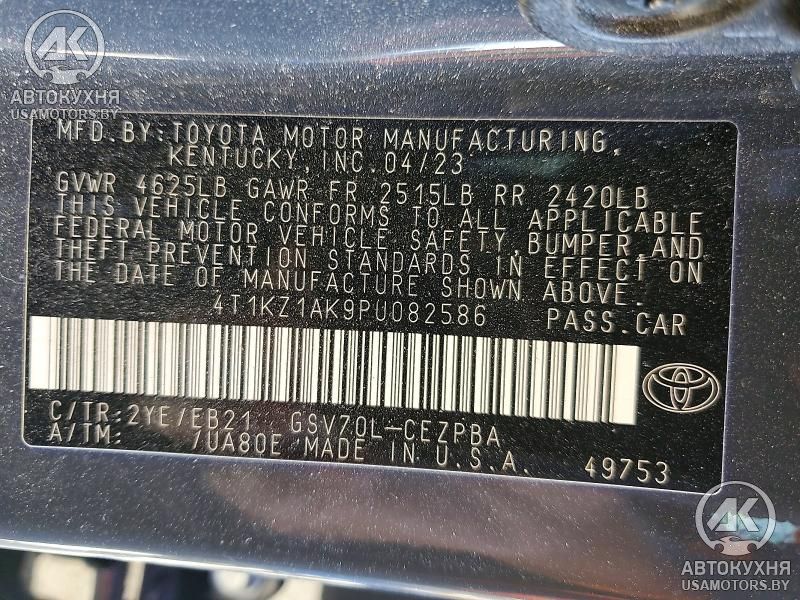 AK
АВТОКУХНЯ
USAMOTORS.BY
MFD.BY:TOYOTA MOTOR MANUFACTURING,
KENTUCKY,INC.04/23
GVWR 4625LB GAWR FR 2515LB RR 2420LB
THIS VEHICLE CONFORMS TO ALL APPLICABLE
FEDERAL MOTOR VEHICLE SAFETY,BUMPER,AND
THEFT PREVENTION STANDARDS IN EFFECT ON
THE DATE OF MANUFACTURE SHOWN ABOVE.
4T1KZ1AK9PU082586 PASS.CAR
C/TR:2YE/EB21 GSV70L-CEZPBA
A/TM: /UA80E MADE IN U.S.A. 49753
AK
АВТОКУХНЯ
USAMOTORS.BY